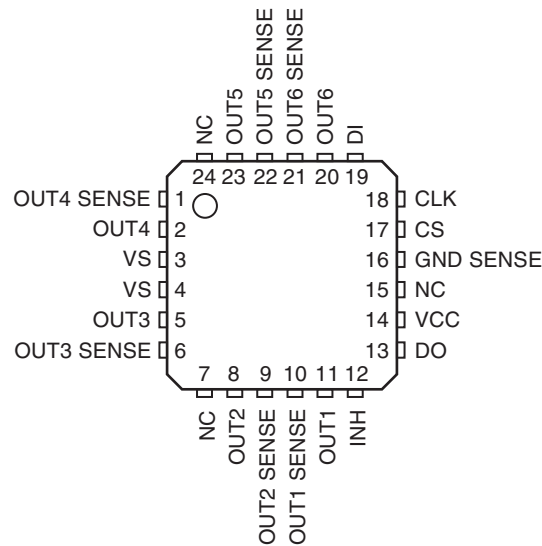 NC
OUT5
OUT5 SENSE
OUT6 SENSE
OUT6
DI
24 23 22 21 20 19
OUT4 SENSE 1
OUT4 2
VS 3
VS 4
OUT3 5
OUT3 SENSE 6
18 CLK
17 CS
16 GND SENSE
15 NC
14 VCC
13 DO
7 8 9 10 11 12
NC
OUT2
OUT2 SENSE
OUT1 SENSE
OUT1
INH